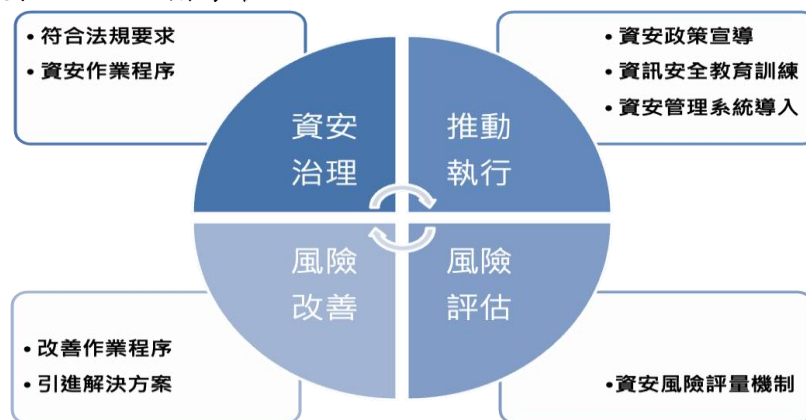 • 符合法規要求
• 資安作業程序
• 資安政策宣導
• 資訊安全教育訓練
• 資安管理系統導入
資安
治理
推動
執行
風險
改善
風險
評估
• 改善作業程序
• 引進解決方案
•資安風險評量機制